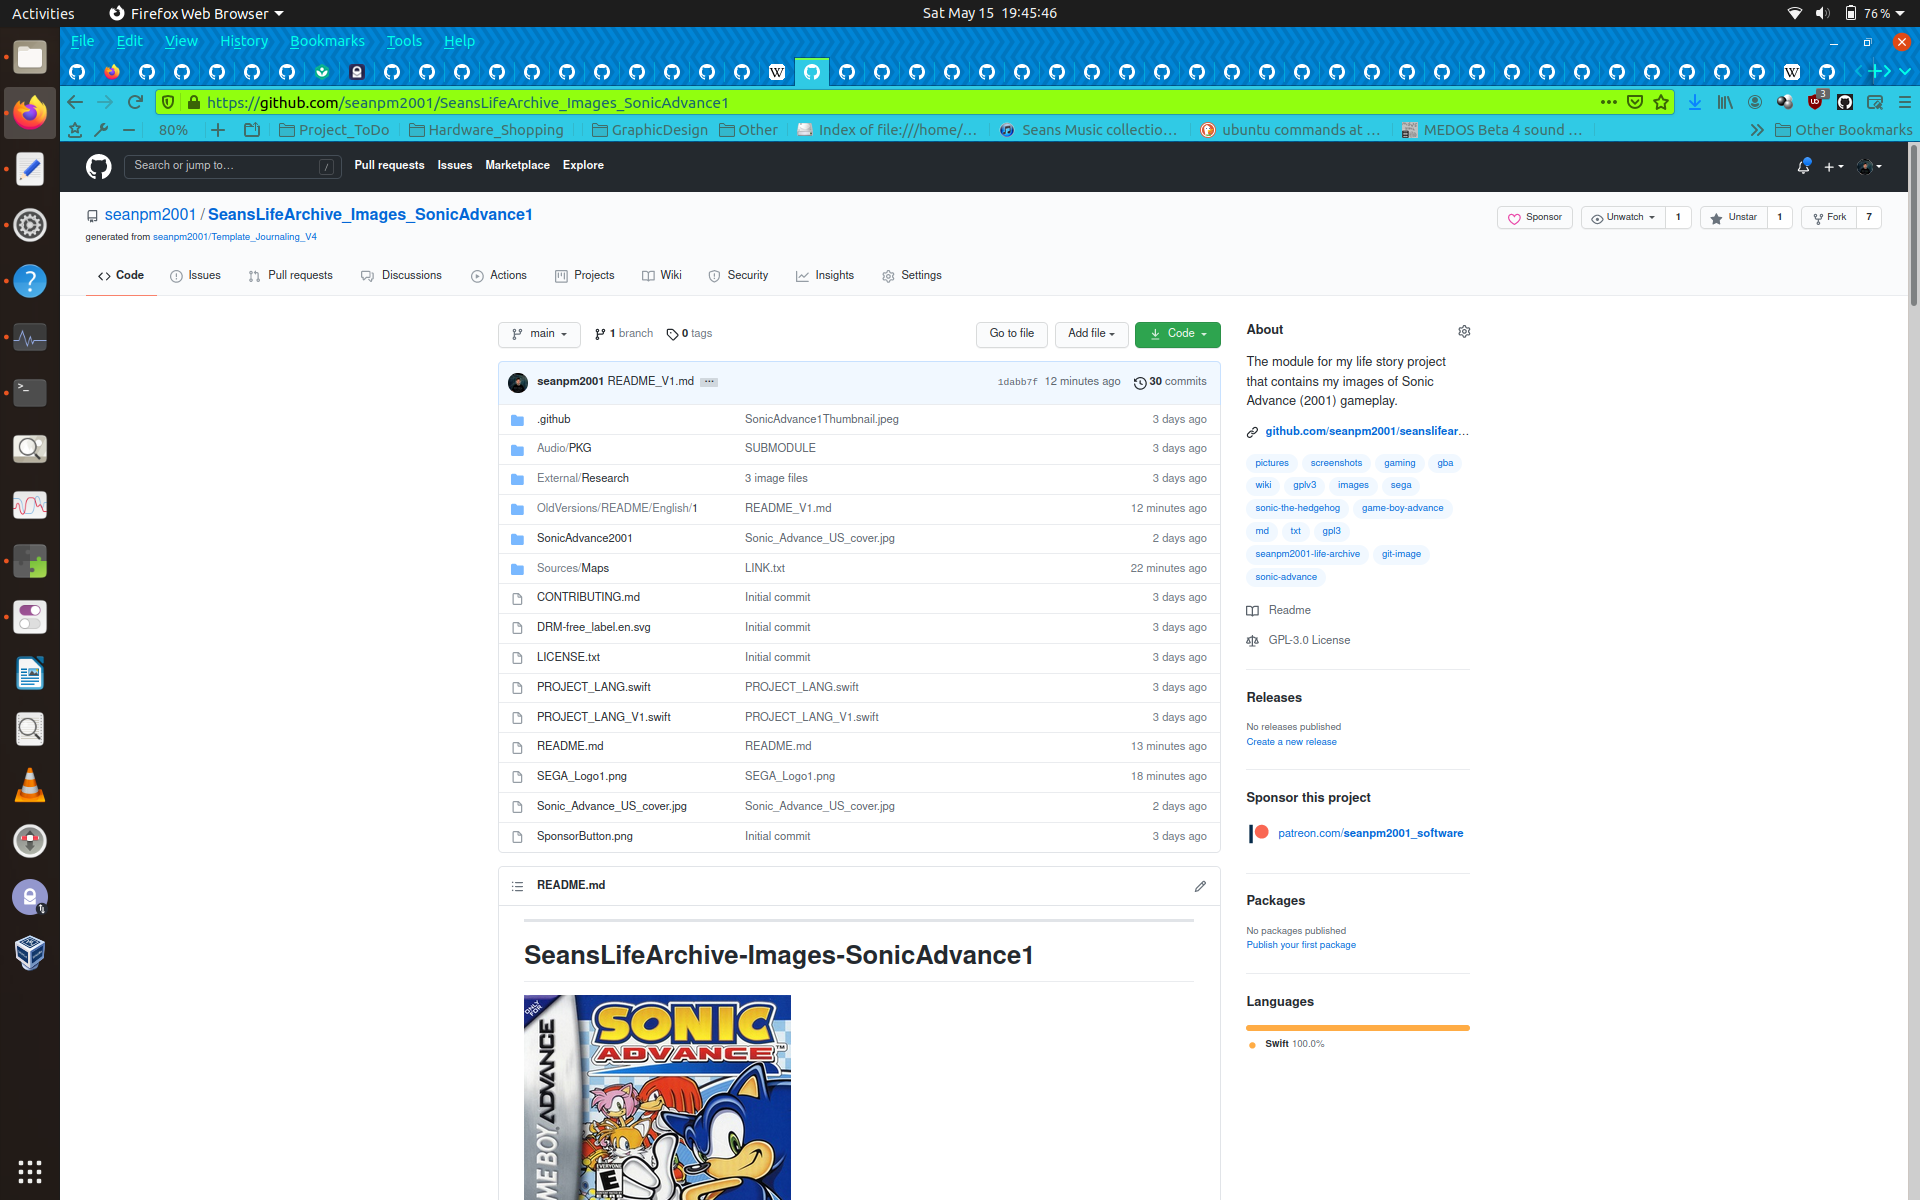 Activities
Firefox Web Browser
Sat May 15 19:45:46
76 %
File Edit View History Bookmarks Tools Help
https://github.com/seanpm2001/SeansLifeArchive_Images_SonicAdvance1
3
80%
Project_ToDo
Hardware_Shopping
GraphicDesign
Other
Index of file:///home/…
Seans Music collectio…
ubuntu commands at …
MEDOS Beta 4 sound …
Other Bookmarks
Search or jump to…
/
Pull requests Issues Marketplace Explore
seanpm2001 / SeansLifeArchive_Images_SonicAdvance1
generated from seanpm2001/Template_Journaling_V4
Sponsor
Unwatch 1
Unstar 1
Fork 7
Code Issues Pull requests Discussions Actions Projects Wiki Security Insights Settings
main
1 branch
0 tags
Go to file
Add file
Code
seanpm2001 README_V1.md … 1dabb7f 12 minutes ago 30 commits
.github SonicAdvance1Thumbnail.jpeg 3 days ago
Audio/PKG SUBMODULE 3 days ago
External/Research 3 image files 3 days ago
OldVersions/README/English/1 README_V1.md 12 minutes ago
SonicAdvance2001 Sonic_Advance_US_cover.jpg 2 days ago
Sources/Maps LINK.txt 22 minutes ago
CONTRIBUTING.md Initial commit 3 days ago
DRM-free_label.en.svg Initial commit 3 days ago
LICENSE.txt Initial commit 3 days ago
PROJECT_LANG.swift PROJECT_LANG.swift 3 days ago
PROJECT_LANG_V1.swift PROJECT_LANG_V1.swift 3 days ago
README.md README.md 13 minutes ago
SEGA_Logo1.png SEGA_Logo1.png 18 minutes ago
Sonic_Advance_US_cover.jpg Sonic_Advance_US_cover.jpg 2 days ago
SponsorButton.png Initial commit 3 days ago
README.md
SeansLifeArchive-Images-SonicAdvance1
ONLY FOR
GAME BOY ADVANCE
SONIC
ADVANCE™
EVERYONE
E
About
The module for my life story project
that contains my images of Sonic
Advance (2001) gameplay.
github.com/seanpm2001/seanslifear…
pictures screenshots gaming gba
wiki gplv3 images sega
sonic-the-hedgehog game-boy-advance
md txt gpl3
seanpm2001-life-archive git-image
sonic-advance
Readme
GPL-3.0 License
Releases
No releases published
Create a new release
Sponsor this project
patreon.com/seanpm2001_software
Packages
No packages published
Publish your first package
Languages
Swift 100.0%